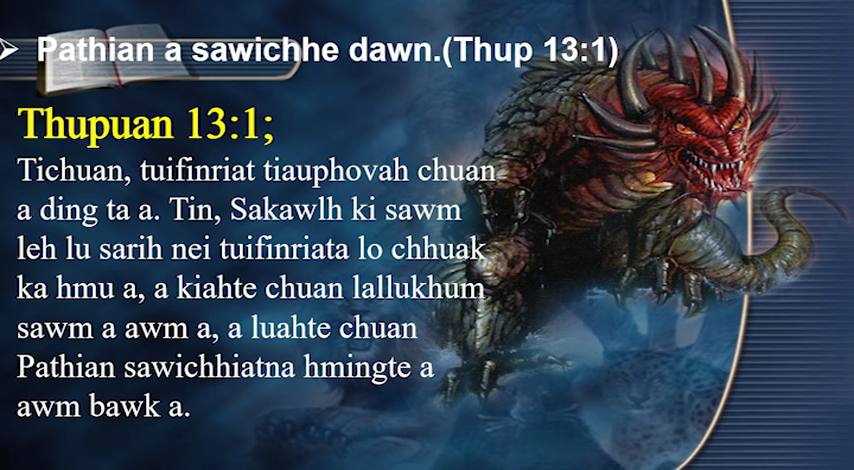 ➢ Pathian a sawichhe dawn.(Thup 13:1)
Thupuan 13:1;
Tichuan, tuifinriat tiauphovah chuan
a ding ta a. Tin, Sakawlh ki sawm
leh lu sarih nei tuifinriata lo chhuak
ka hmu a, a kiahte chuan lallukhum
sawm a awm a, a luahte chuan
Pathian sawichhiatna hmingte a
awm bawk a.